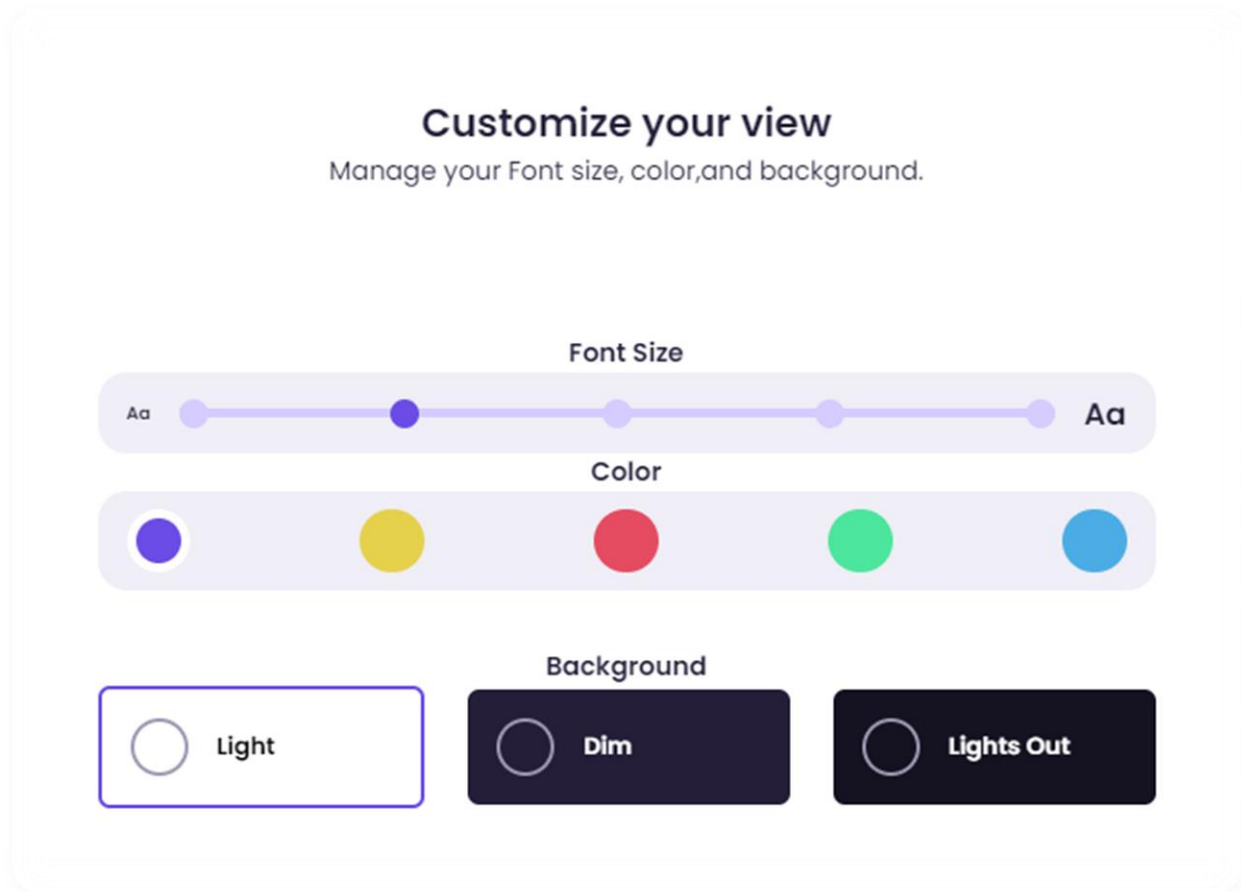 Customize your view
Manage your Font size, color,and background.
Font Size
Aa Aa
Color
Background
Light Dim Lights Out